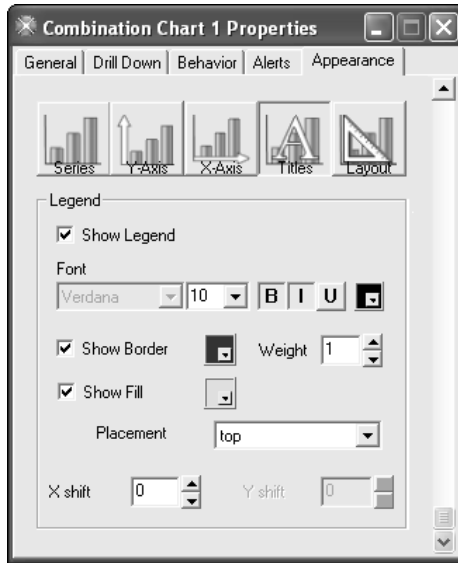 Combination Chart 1 Properties
General Drill Down Behavior Alerts Appearance
Series Y-Axis X-Axis Titles Layout
Legend
Show Legend
Font
Verdana 10 B I U
Show Border Weight 1
Show Fill
Placement top
X shift 0 Y shift 0